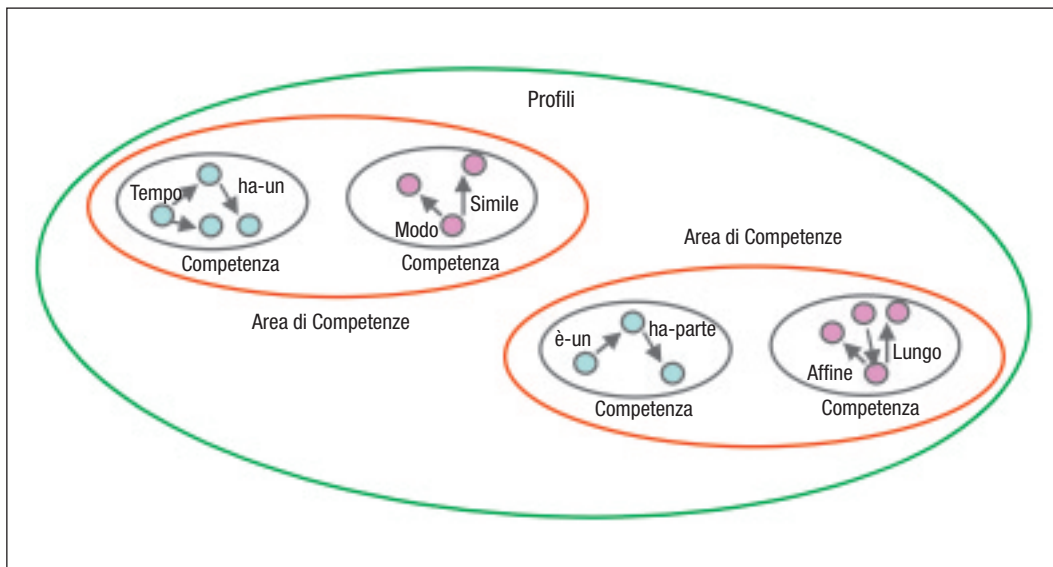 Profili
Tempo
ha-un
Simile
Modo
Competenza
Competenza
Area di Competenze
Area di Competenze
è-un
ha-parte
Lungo
Affine
Competenza
Competenza